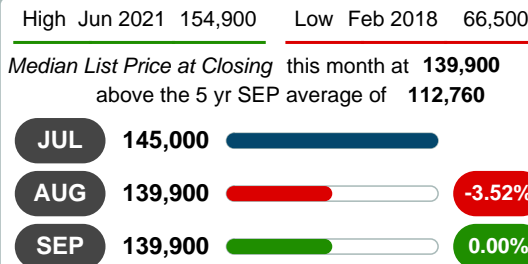 High Jun 2021 154,900 Low Feb 2018 66,500
Median List Price at Closing this month at 139,900
above the 5 yr SEP average of 112,760
JUL 145,000
AUG 139,900 -3.52%
SEP 139,900 0.00%